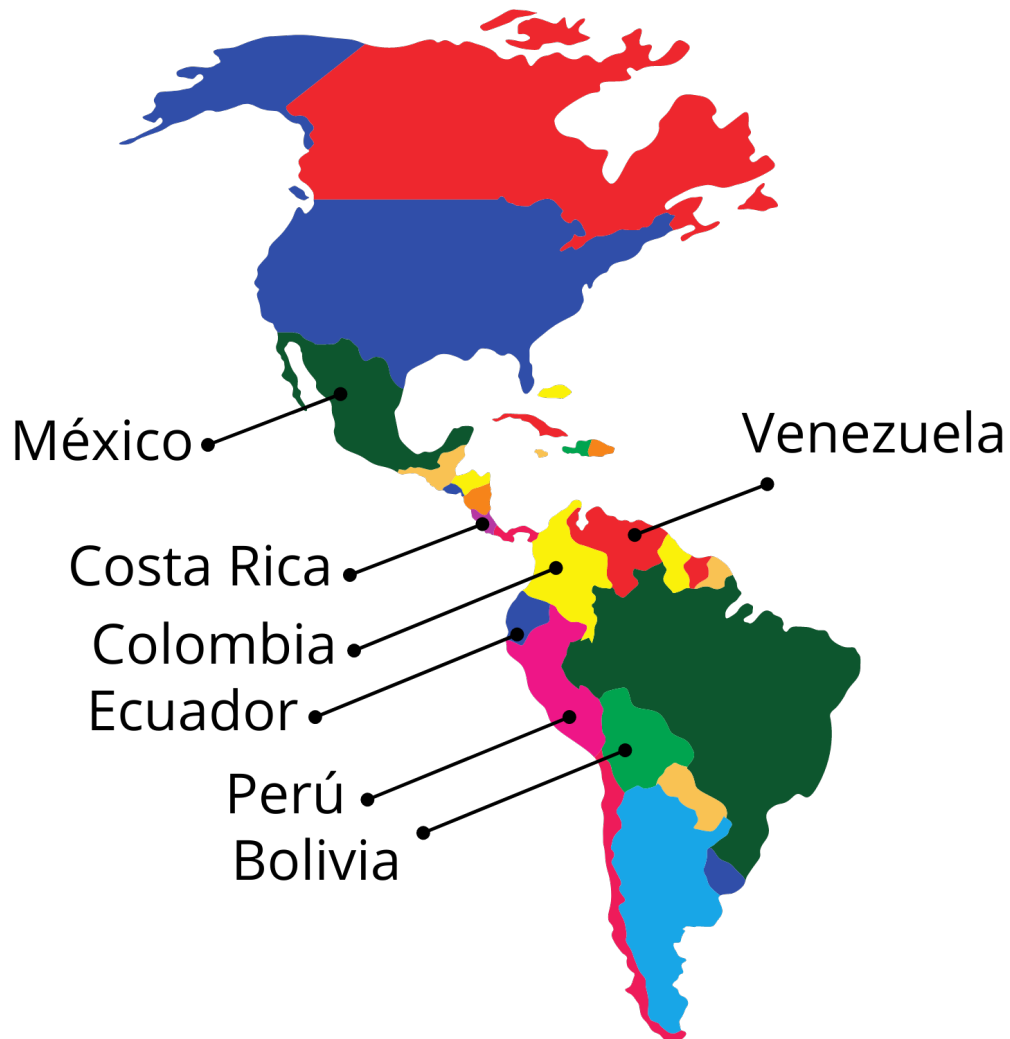 México
Venezuela
Costa Rica
Colombia
Ecuador
Perú
Bolivia